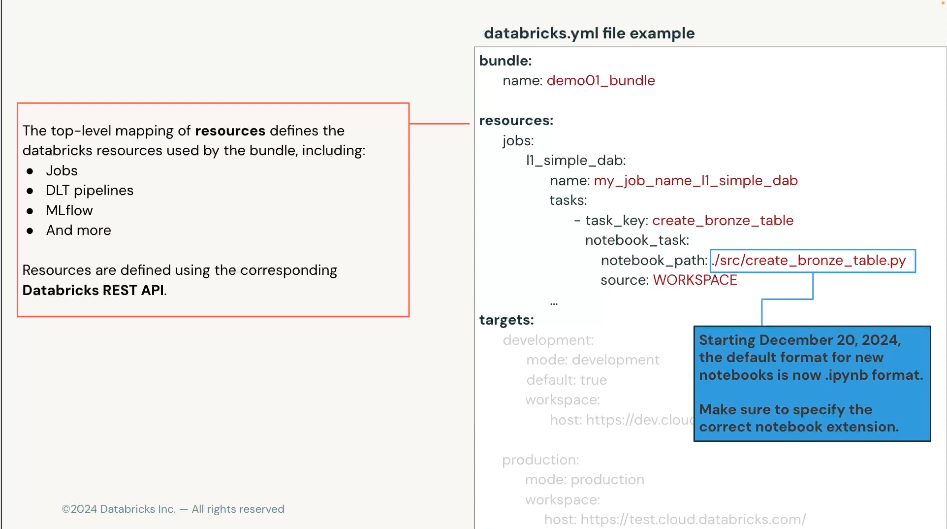 databricks.yml file example
The top-level mapping of resources defines the
databricks resources used by the bundle, including:
● Jobs
● DLT pipelines
● MLflow
● And more
Resources are defined using the corresponding
Databricks REST API.
bundle:
name: demo01_bundle
resources:
jobs:
l1_simple_dab:
name: my_job_name_l1_simple_dab
tasks:
- task_key: create_bronze_table
notebook_task:
notebook_path: ./src/create_bronze_table.py
source: WORKSPACE
...
targets:
development:
mode: development
default: true
workspace:
host: https://dev.cloud
Starting December 20, 2024,
the default format for new
notebooks is now .ipynb format.
Make sure to specify the
correct notebook extension.
production:
mode: production
workspace:
host: https://test.cloud.databricks.com/
©2024 Databricks Inc. — All rights reserved